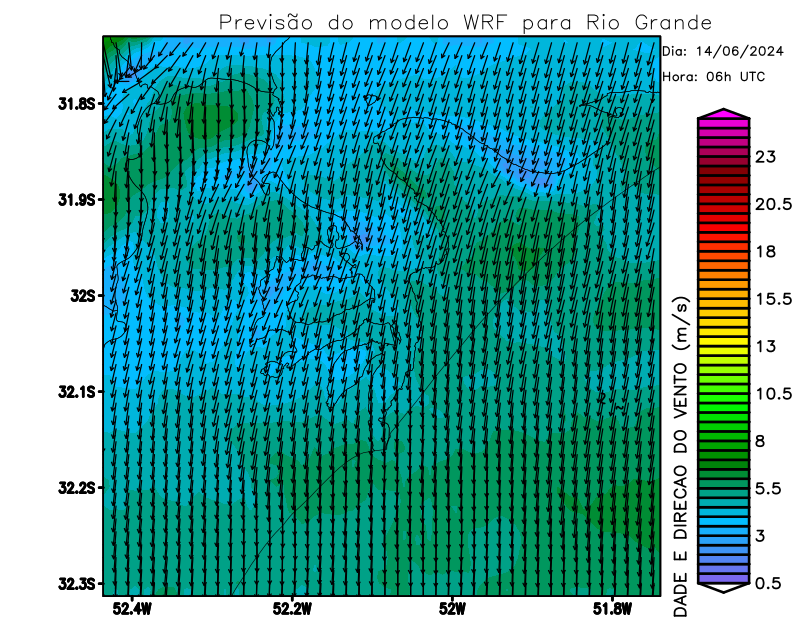 Previsão do modelo WRF para Rio Grande
Dia: 14/06/2024
Hora: 06h UTC
31.8S
31.9S
32S
32.1S
32.2S
32.3S
52.4W
52.2W
52W
51.8W
23
20.5
18
15.5
13
10.5
8
5.5
3
0.5
DADE E DIRECAO DO VENTO (m/s)